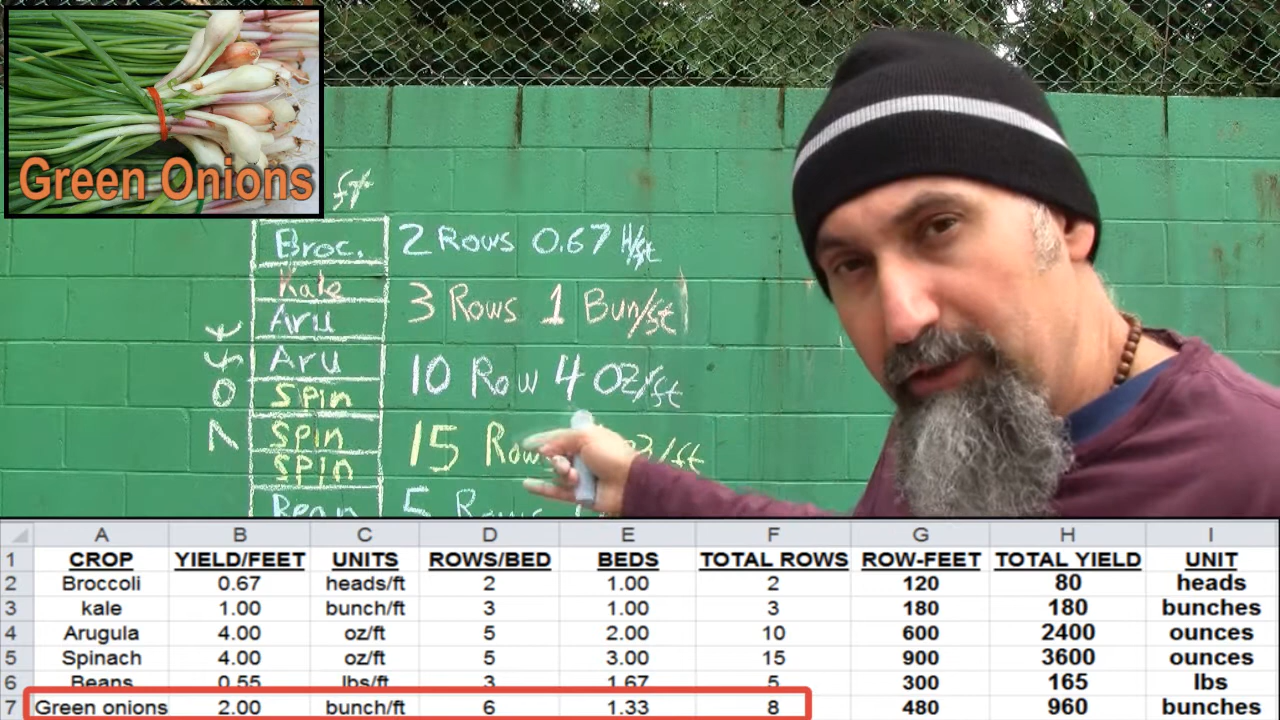 Green Onions
ft
Broc. 2 Rows 0.67 H/ft
Kale 3 Rows 1 Bun/ft
Aru
Aru 10 Row 4 OZ/ft
Spin
Spin 15 Row /ft
Spin
Bean 5 Rows
A B C D E F G H I
1 CROP YIELD/FEET UNITS ROWS/BED BEDS TOTAL ROWS ROW-FEET TOTAL YIELD UNIT
2 Broccoli 0.67 heads/ft 2 1.00 2 120 80 heads
3 kale 1.00 bunch/ft 3 1.00 3 180 180 bunches
4 Arugula 4.00 oz/ft 5 2.00 10 600 2400 ounces
5 Spinach 4.00 oz/ft 5 3.00 15 900 3600 ounces
6 Beans 0.55 lbs/ft 3 1.67 5 300 165 lbs
7 Green onions 2.00 bunch/ft 6 1.33 8 480 960 bunches